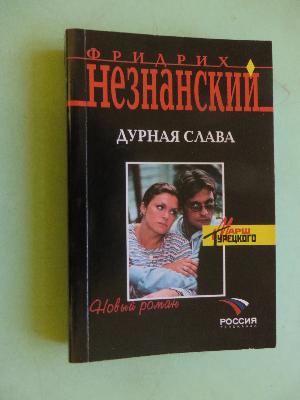 ФРИДРИХ
НЕЗНАНСКИЙ
ДУРНАЯ СЛАВА
МАРШ
ТУРЕЦКОГО
Новый роман
РОССИЯ